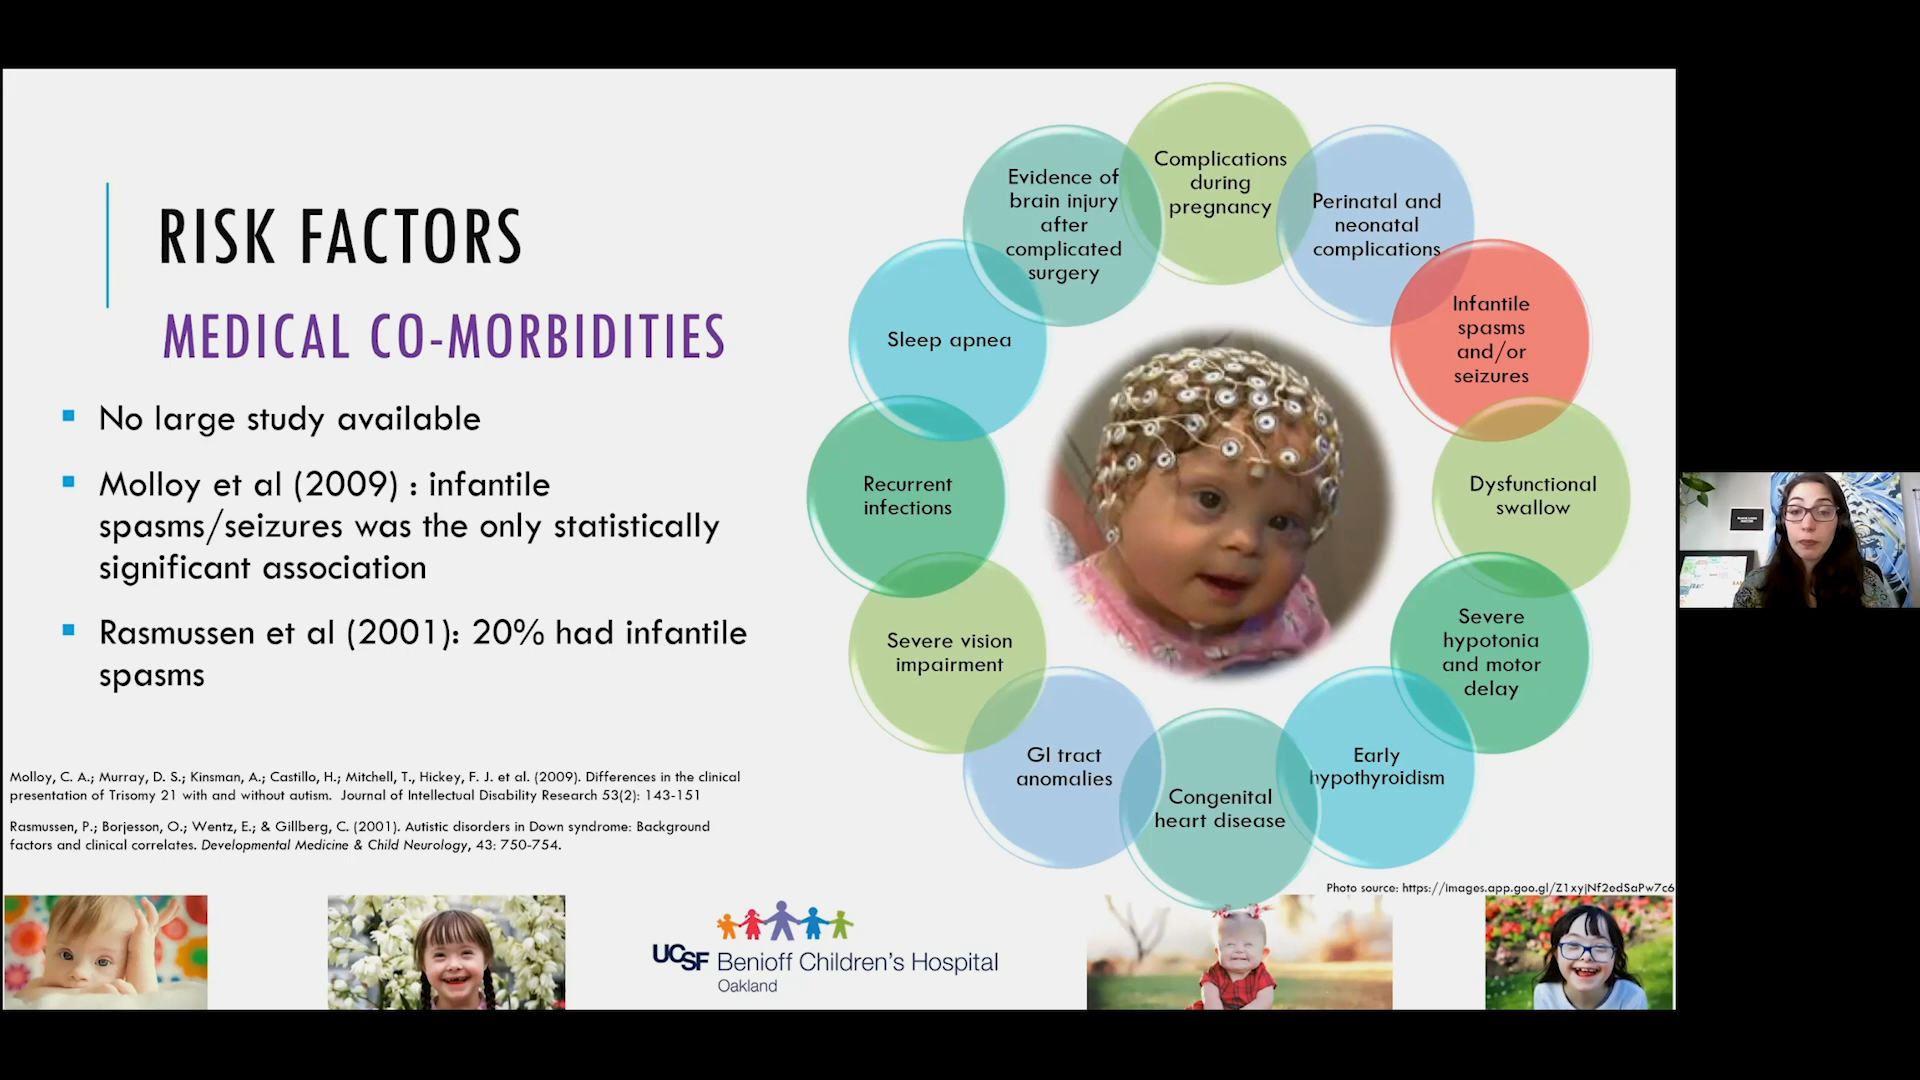 RISK FACTORS
MEDICAL CO-MORBIDITIES
No large study available
Molloy et al (2009) : infantile
spasms/seizures was the only statistically
significant association
Rasmussen et al (2001): 20% had infantile
spasms
Molloy, C. A.; Murray, D. S.; Kinsman, A.; Castillo, H.; Mitchell, T., Hickey, F. J. et al. (2009). Differences in the clinical
presentation of Trisomy 21 with and without autism. Journal of Intellectual Disability Research 53(2): 143-151
Rasmussen, P.; Borjesson, O.; Wentz, E.; & Gillberg, C. (2001). Autistic disorders in Down syndrome: Background
factors and clinical correlates. Developmental Medicine & Child Neurology, 43: 750-754.
Complications
during
pregnancy
Perinatal and
neonatal
complications
Infantile
spasms
and/or
seizures
Dysfunctional
swallow
Severe
hypotonia
and motor
delay
Early
hypothyroidism
Congenital
heart disease
GI tract
anomalies
Severe vision
impairment
Recurrent
infections
Sleep apnea
Evidence of
brain injury
after
complicated
surgery
Photo source: https://images.app.goo.gl/Z1xyjNf2edSaPw7c6
UCSF Benioff Children's Hospital
Oakland